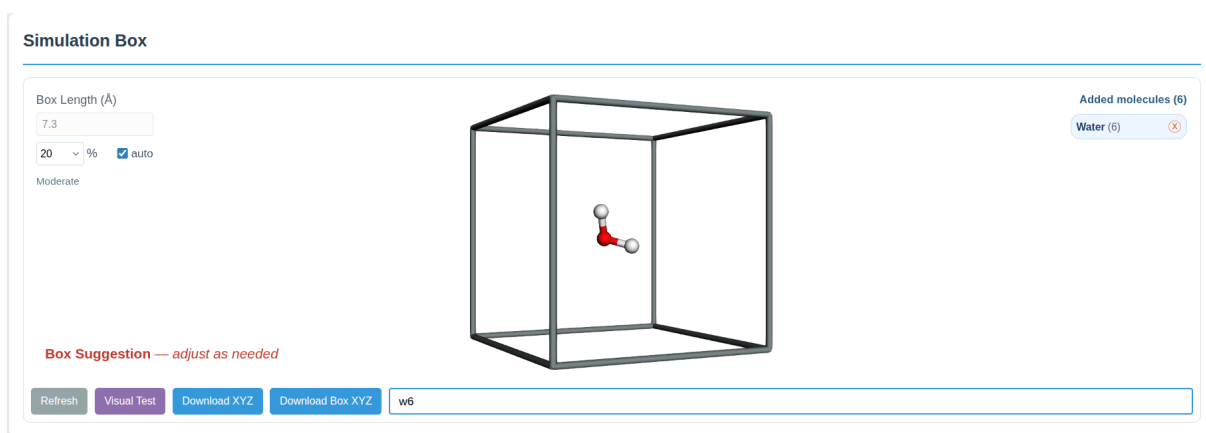 Simulation Box
Box Length (Å)
Added molecules (6)
7.3
Water (6) X
20 % auto
Moderate
Box Suggestion — adjust as needed
Refresh Visual Test Download XYZ Download Box XYZ w6